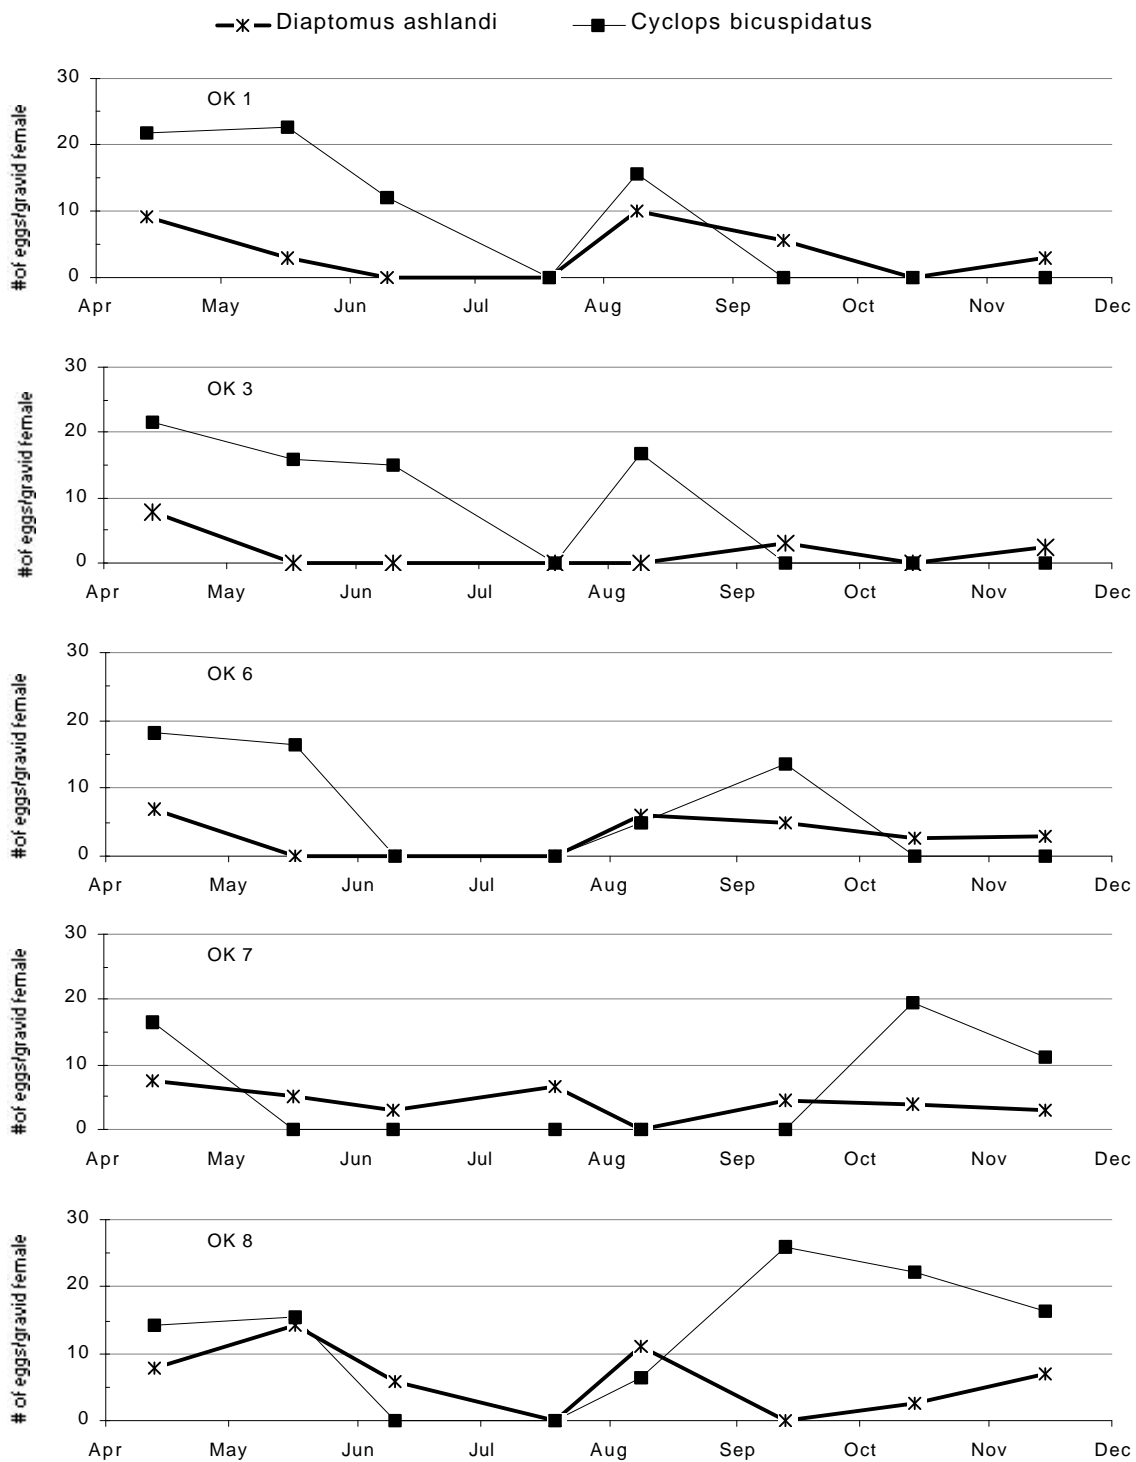 Diaptomus ashlandi Cyclops bicuspidatus
30
OK 1
20
10
0
#of eggs/gravid female
Apr May Jun Jul Aug Sep Oct Nov Dec
30
OK 3
20
10
0
#of eggs/gravid female
Apr May Jun Jul Aug Sep Oct Nov Dec
30
OK 6
20
10
0
#of eggs/gravid female
Apr May Jun Jul Aug Sep Oct Nov Dec
30
OK 7
20
10
0
#of eggs/gravid female
Apr May Jun Jul Aug Sep Oct Nov Dec
30
OK 8
20
10
0
# of eggs/gravid female
Apr May Jun Jul Aug Sep Oct Nov Dec